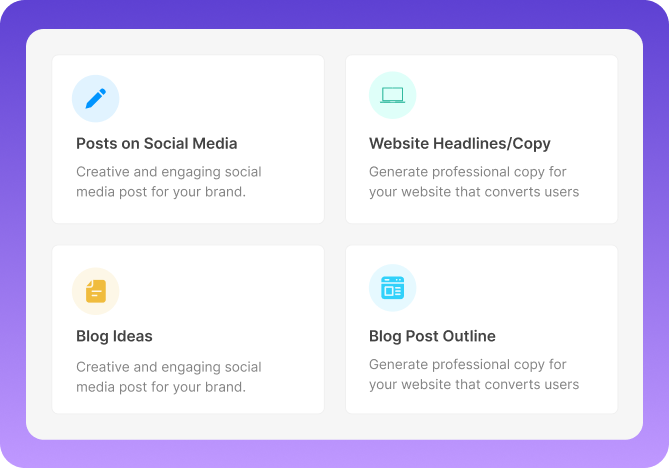 Posts on Social Media
Creative and engaging social
media post for your brand.
Website Headlines/Copy
Generate professional copy for
your website that converts users
Blog Ideas
Creative and engaging social
media post for your brand.
Blog Post Outline
Generate professional copy for
your website that converts users